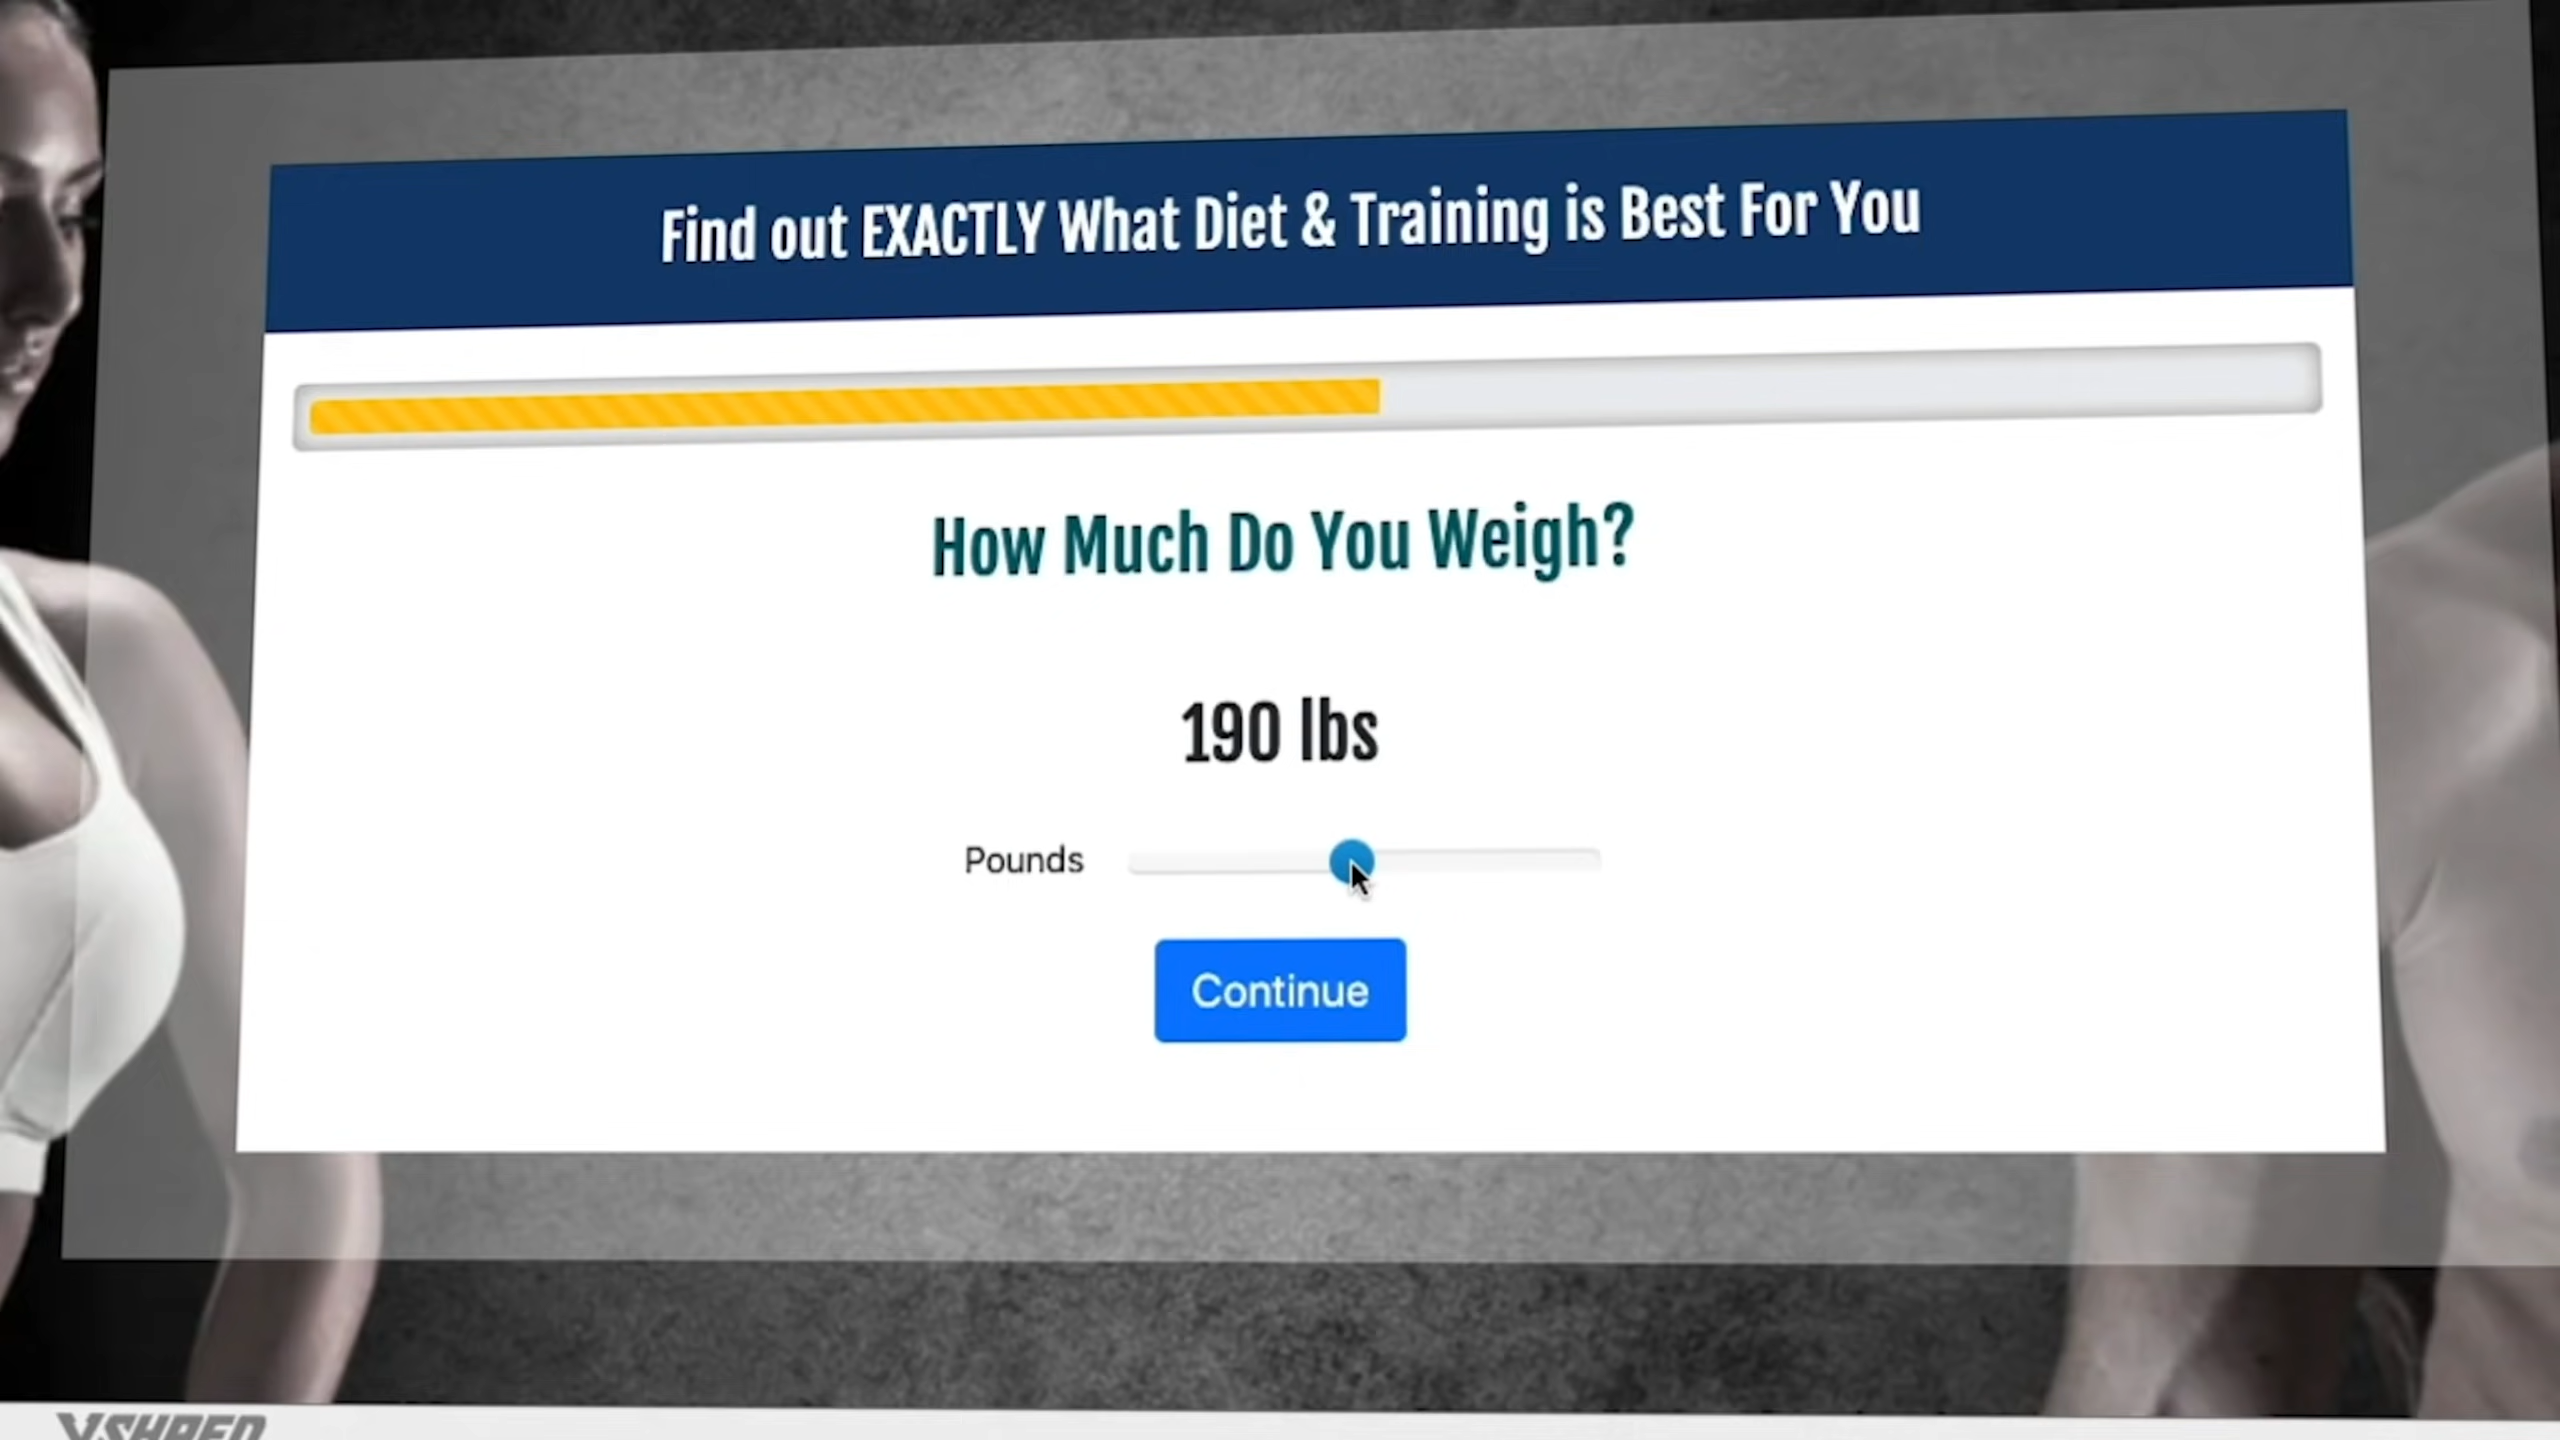 Find out EXACTLY What Diet & Training is Best For You
How Much Do You Weigh?
190 lbs
Pounds
Continue
VSHRED